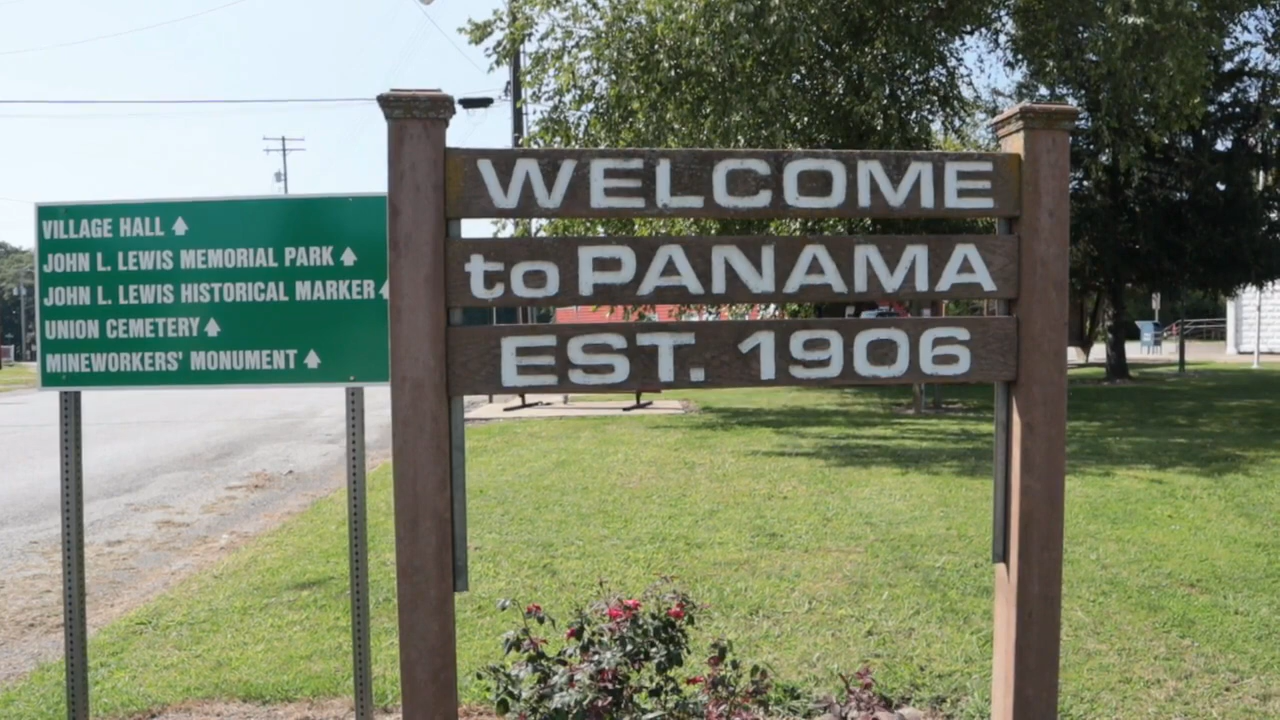 VILLAGE HALL
JOHN L. LEWIS MEMORIAL PARK
JOHN L. LEWIS HISTORICAL MARKER
UNION CEMETERY
MINEWORKERS' MONUMENT
WELCOME
to PANAMA
EST. 1906